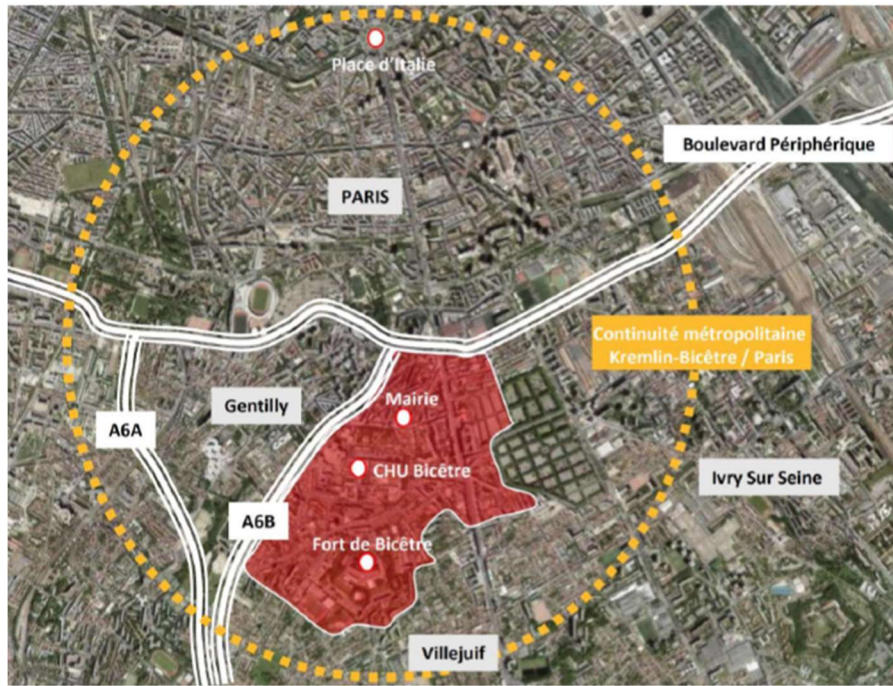 Place d'Italie
Boulevard Périphérique
PARIS
Continuité métropolitaine
Kremlin-Bicêtre / Paris
Gentilly
Mairie
A6A
CHU Bicêtre
Ivry Sur Seine
A6B
Fort de Bicêtre
Villejuif